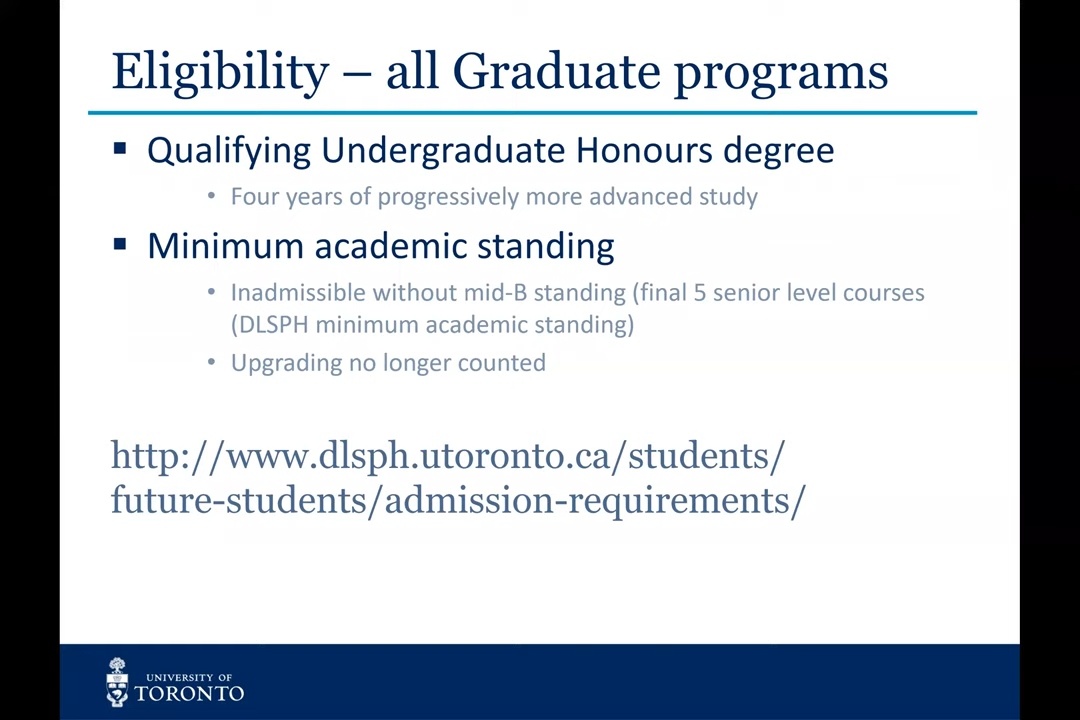 Eligibility – all Graduate programs
▪ Qualifying Undergraduate Honours degree
• Four years of progressively more advanced study
▪ Minimum academic standing
• Inadmissible without mid-B standing (final 5 senior level courses
(DLSPH minimum academic standing)
• Upgrading no longer counted
http://www.dlsph.utoronto.ca/students/
future-students/admission-requirements/
UNIVERSITY OF
TORONTO